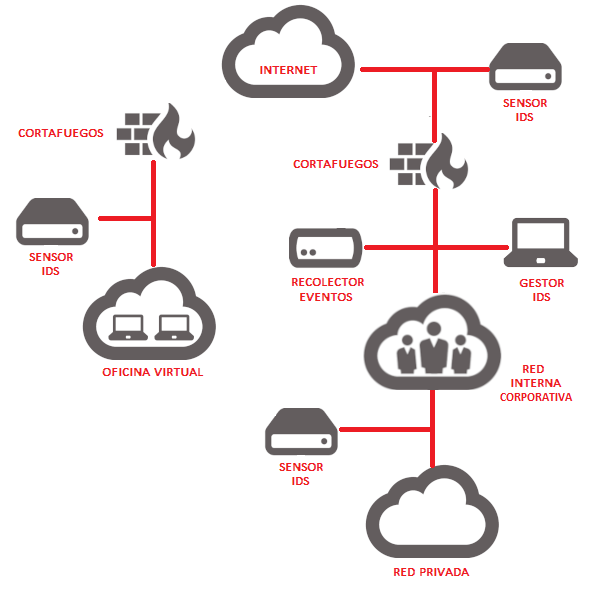 INTERNET
SENSOR
IDS
CORTAFUEGOS
CORTAFUEGOS
SENSOR
IDS
RECOLECTOR
EVENTOS
GESTOR
IDS
OFICINA VIRTUAL
RED
INTERNA
CORPORATIVA
SENSOR
IDS
RED PRIVADA